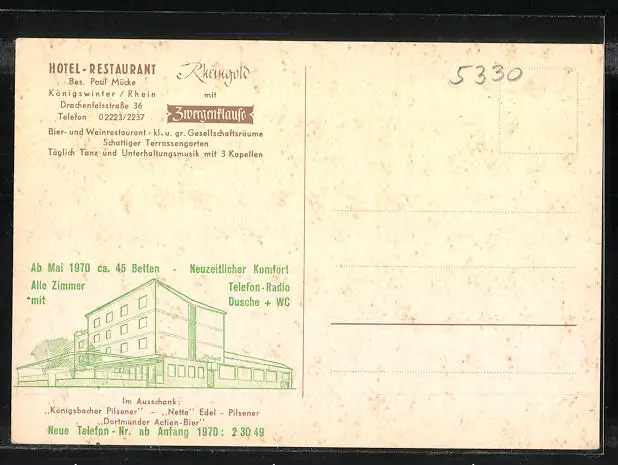 HOTEL-RESTAURANT
Rheingold
Bes. Paul Mücke
Königswinter / Rhein
mit
Drachenfelsstraße 36
Zwergenklause
Telefon 02223/2237
Bier- und Weinrestaurant · kl. u. gr. Gesellschaftsräume
Schattiger Terrassengarten
Täglich Tanz und Unterhaltungsmusik mit 3 Kapellen
5330
Ab Mai 1970 ca. 45 Betten · Neuzeitlicher Komfort
Alle Zimmer Telefon-Radio
mit Dusche + WC
Rheingold
Im Ausschank:
„Königsbacher Pilsener" - „Nette" Edel - Pilsener
„Dortmunder Actien-Bier"
Neue Telefon - Nr. ab Anfang 1970 : 2 30 49